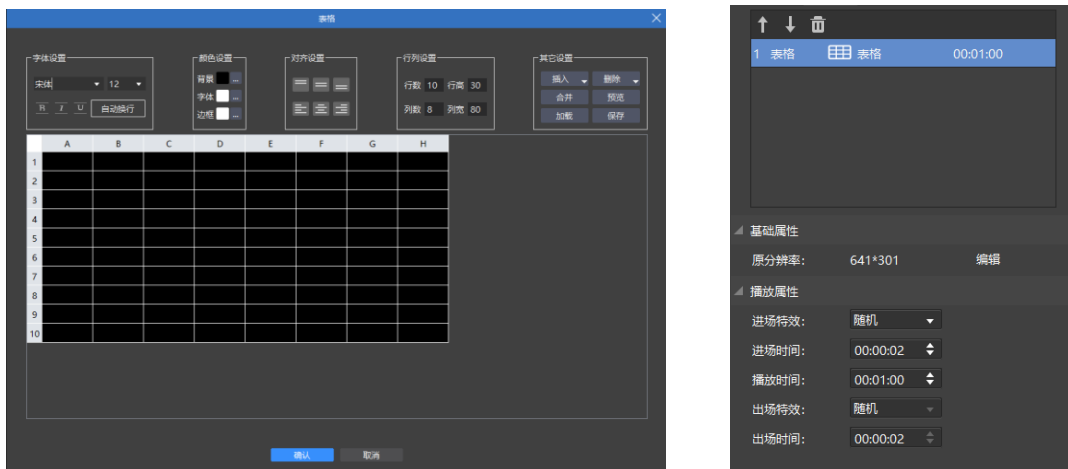 表格
字体设置
颜色设置
对齐设置
行列设置
其它设置
宋体 12
B I U 自动换行
背景 ...
字体 ...
边框 ...
行数 10 行高 30
列数 8 列宽 80
插入 删除
合并 预览
加载 保存
A B C D E F G H
1
2
3
4
5
6
7
8
9
10
确认 取消
1 表格 表格 00:01:00
基础属性
原分辨率: 641*301 编辑
播放属性
进场特效: 随机
进场时间: 00:00:02
播放时间: 00:01:00
出场特效: 随机
出场时间: 00:00:02